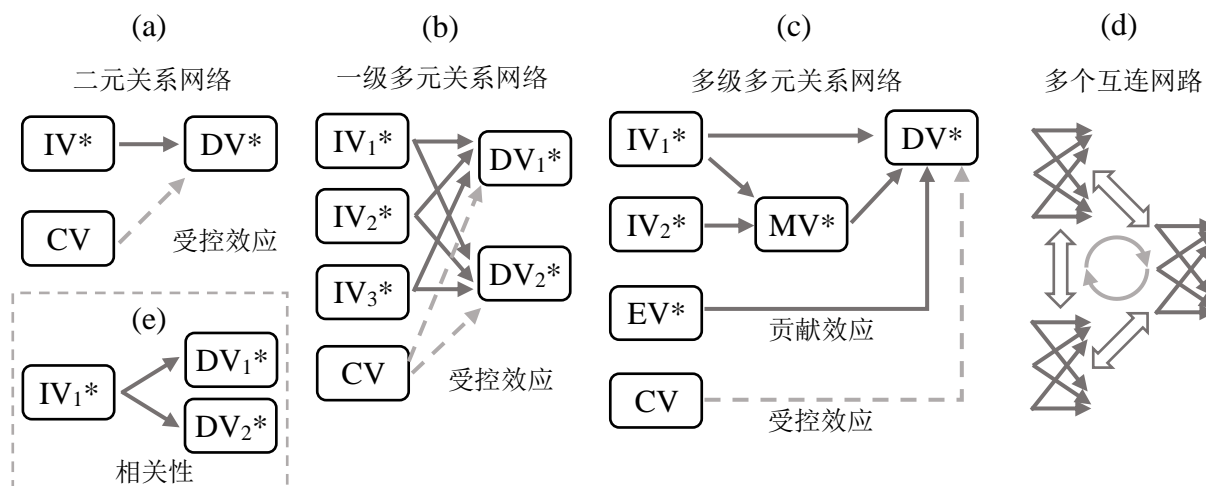 (a)
二元关系网络
IV*
DV*
CV
受控效应
(b)
一级多元关系网络
IV₁*
IV₂*
IV₃*
CV
DV₁*
DV₂*
受控效应
(c)
多级多元关系网络
IV₁*
DV*
IV₂*
MV*
EV*
贡献效应
CV
受控效应
(d)
多个互连网路
(e)
IV₁*
DV₁*
DV₂*
相关性